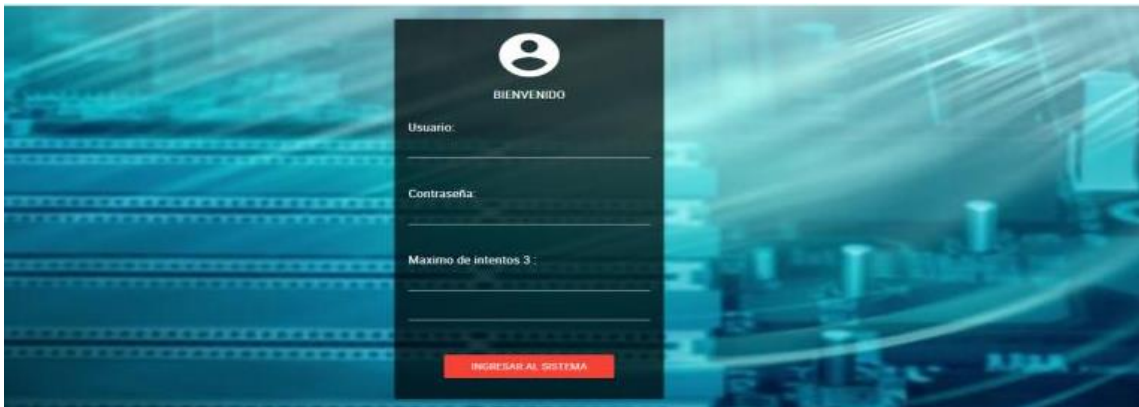 BIENVENIDO
Usuario:
Contraseña:
Maximo de intentos 3 :
INGRESAR AL SISTEMA